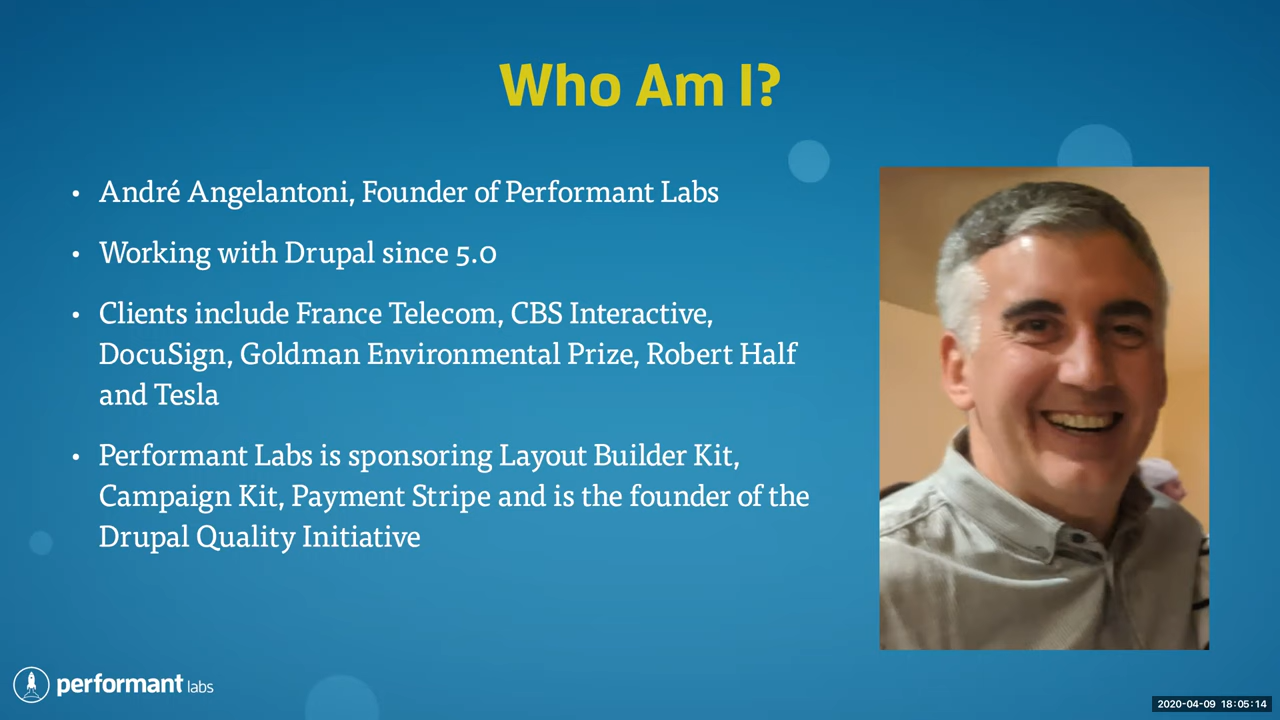 Who Am I?
• André Angelantoni, Founder of Performant Labs
• Working with Drupal since 5.0
• Clients include France Telecom, CBS Interactive,
DocuSign, Goldman Environmental Prize, Robert Half
and Tesla
• Performant Labs is sponsoring Layout Builder Kit,
Campaign Kit, Payment Stripe and is the founder of the
Drupal Quality Initiative
performant labs
2020-04-09 18:05:14